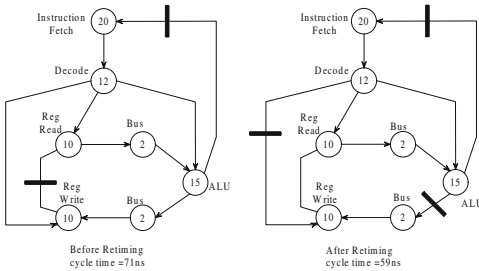 Instruction
Fetch
20
Decode
12
Reg
Read
10
Bus
2
15
ALU
Reg
Write
10
Bus
2
Before Retiming
cycle time =71ns
Instruction
Fetch
20
Decode
12
Reg
Read
10
Bus
2
15
ALU
Reg
Write
10
Bus
2
After Retiming
cycle time =59ns